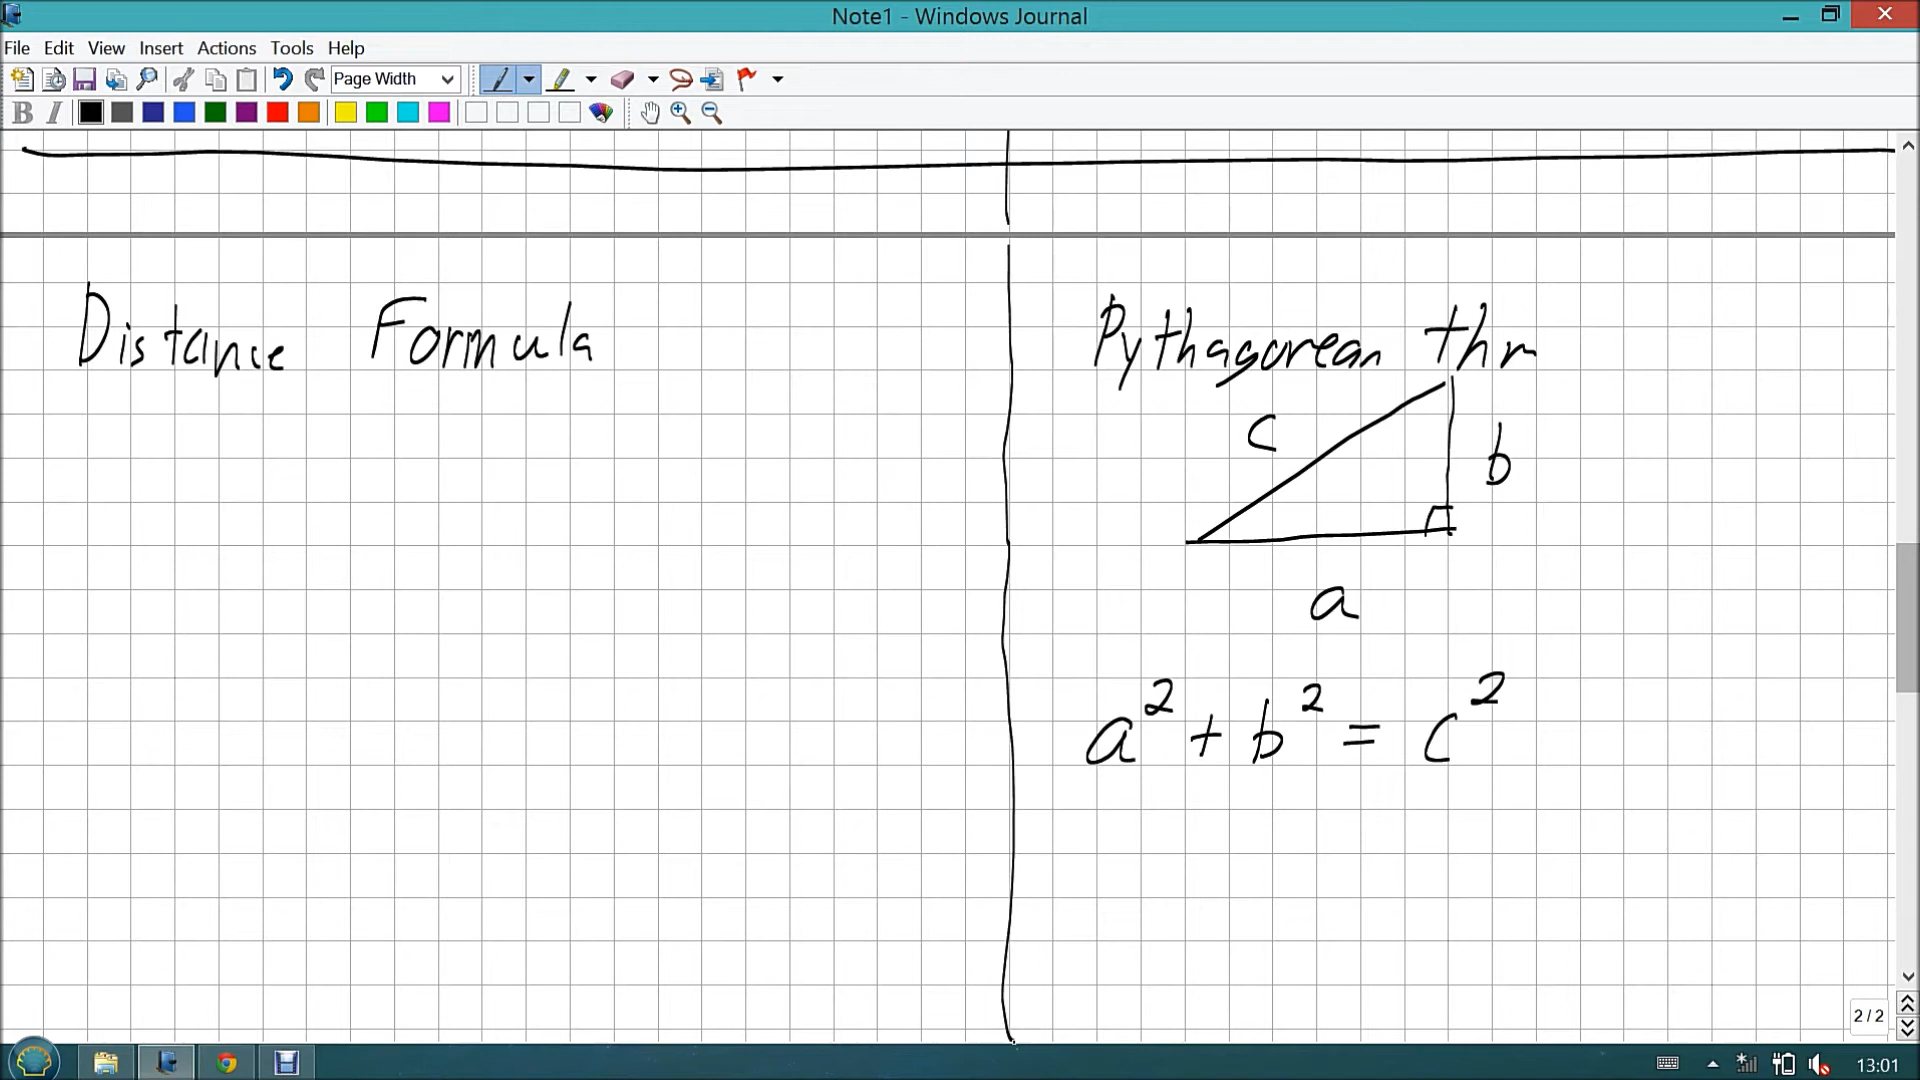 Note1 - Windows Journal
File Edit View Insert Actions Tools Help
Page Width
B I
Distance Formula
Pythagorean thm
c
b
a
a² + b² = c²
2 / 2
13:01